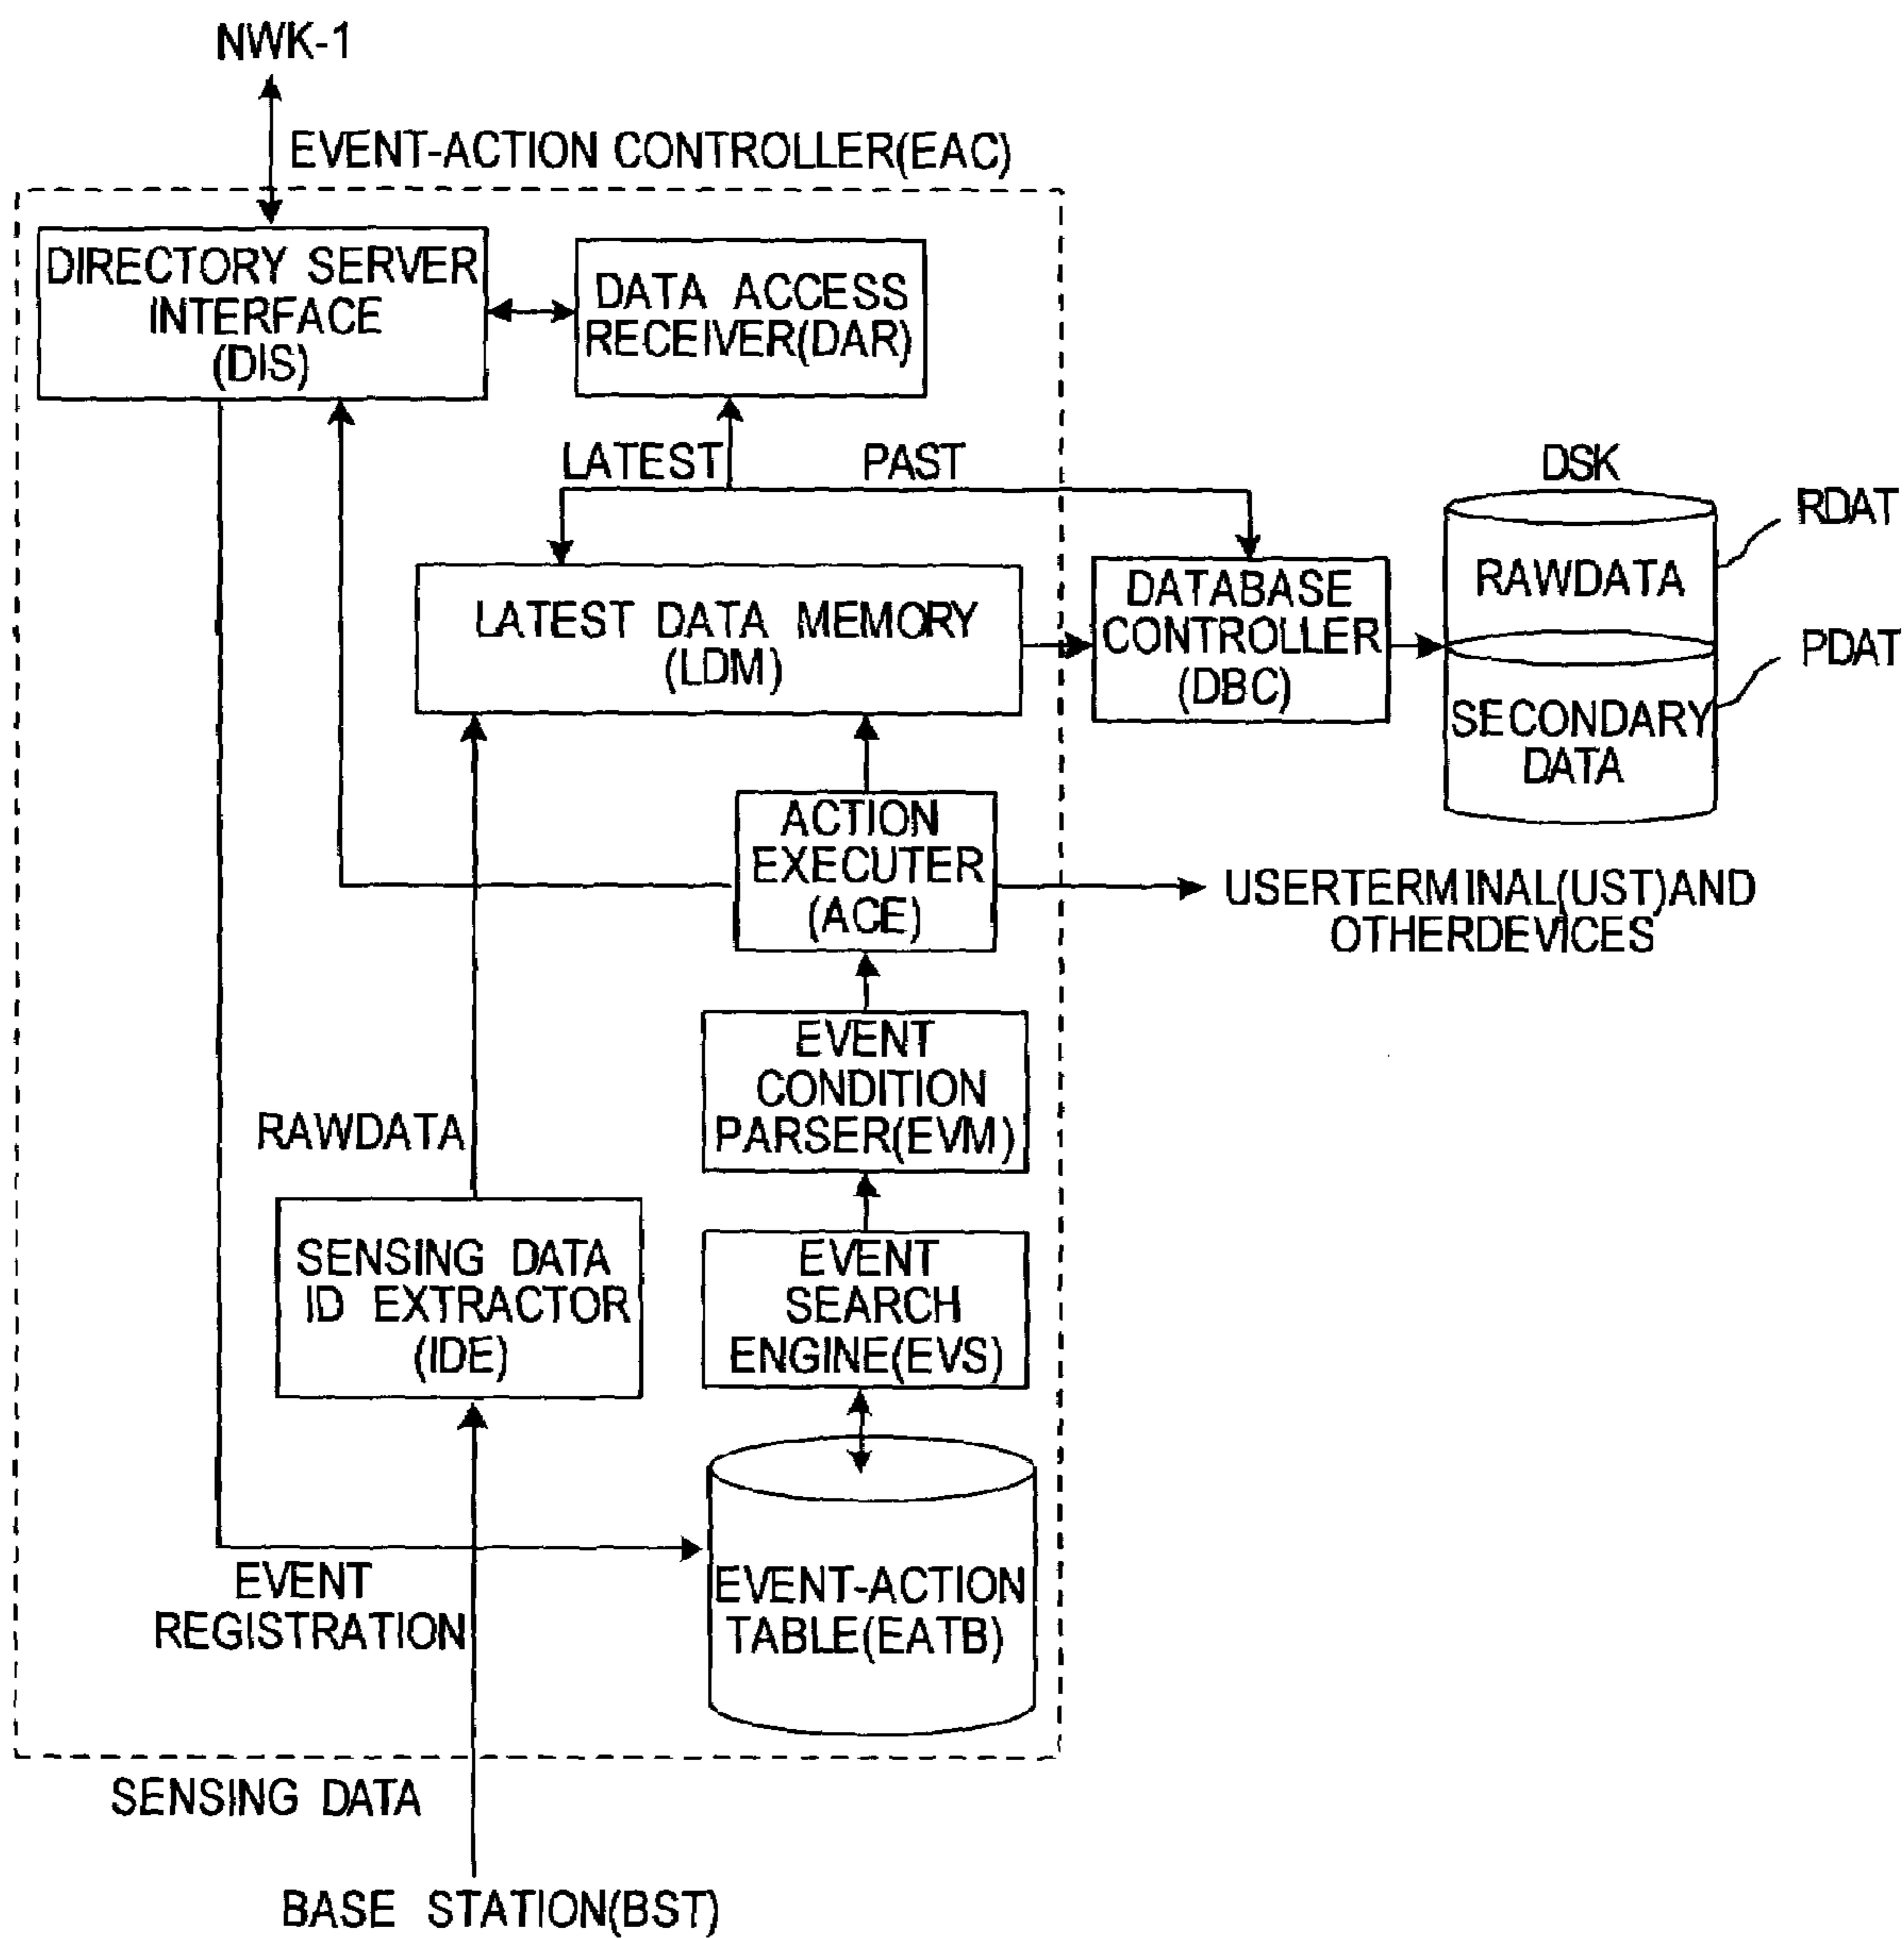 NWK-1
EVENT-ACTION CONTROLLER(EAC)
DIRECTORY SERVER
INTERFACE
(DIS)
DATA ACCESS
RECEIVER(DAR)
LATEST
PAST
DSK
RDAT
RAWDATA
PDAT
SECONDARY
DATA
LATEST DATA MEMORY
(LDM)
DATABASE
CONTROLLER
(DBC)
ACTION
EXECUTER
(ACE)
USERTERMINAL(UST)AND
OTHERDEVICES
EVENT
CONDITION
PARSER(EVM)
RAWDATA
SENSING DATA
ID EXTRACTOR
(IDE)
EVENT
SEARCH
ENGINE(EVS)
EVENT
REGISTRATION
EVENT-ACTION
TABLE(EATB)
SENSING DATA
BASE STATION(BST)